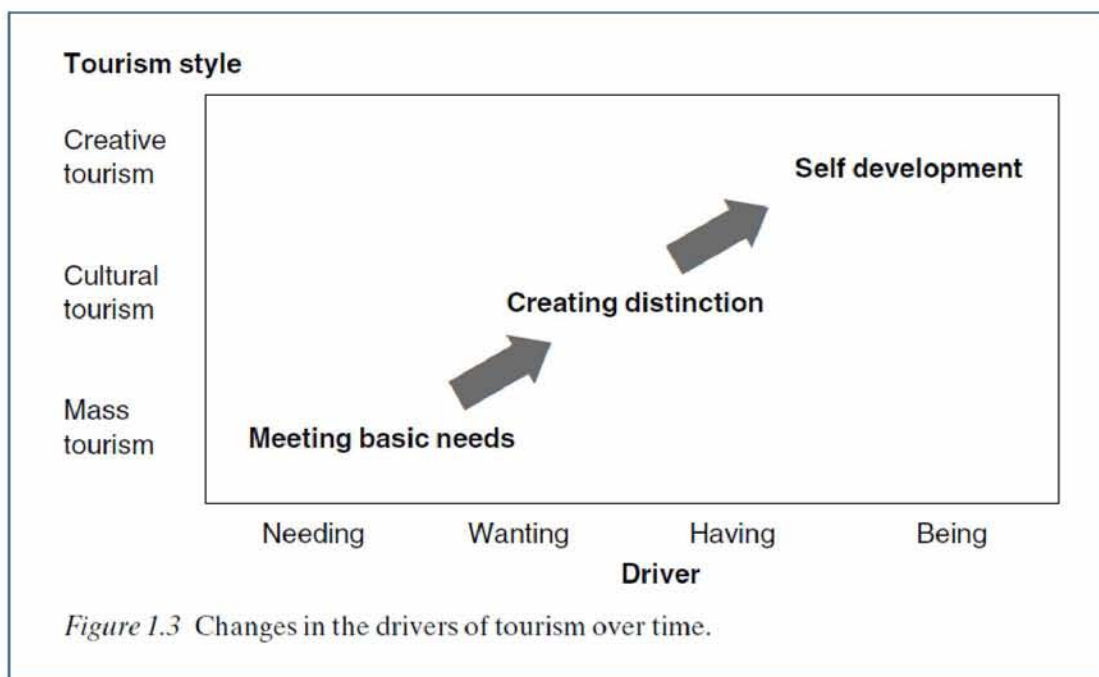 Tourism style
Creative
tourism
Self development
Cultural
tourism
Creating distinction
Mass
tourism
Meeting basic needs
Needing Wanting Having Being
Driver
Figure 1.3 Changes in the drivers of tourism over time.